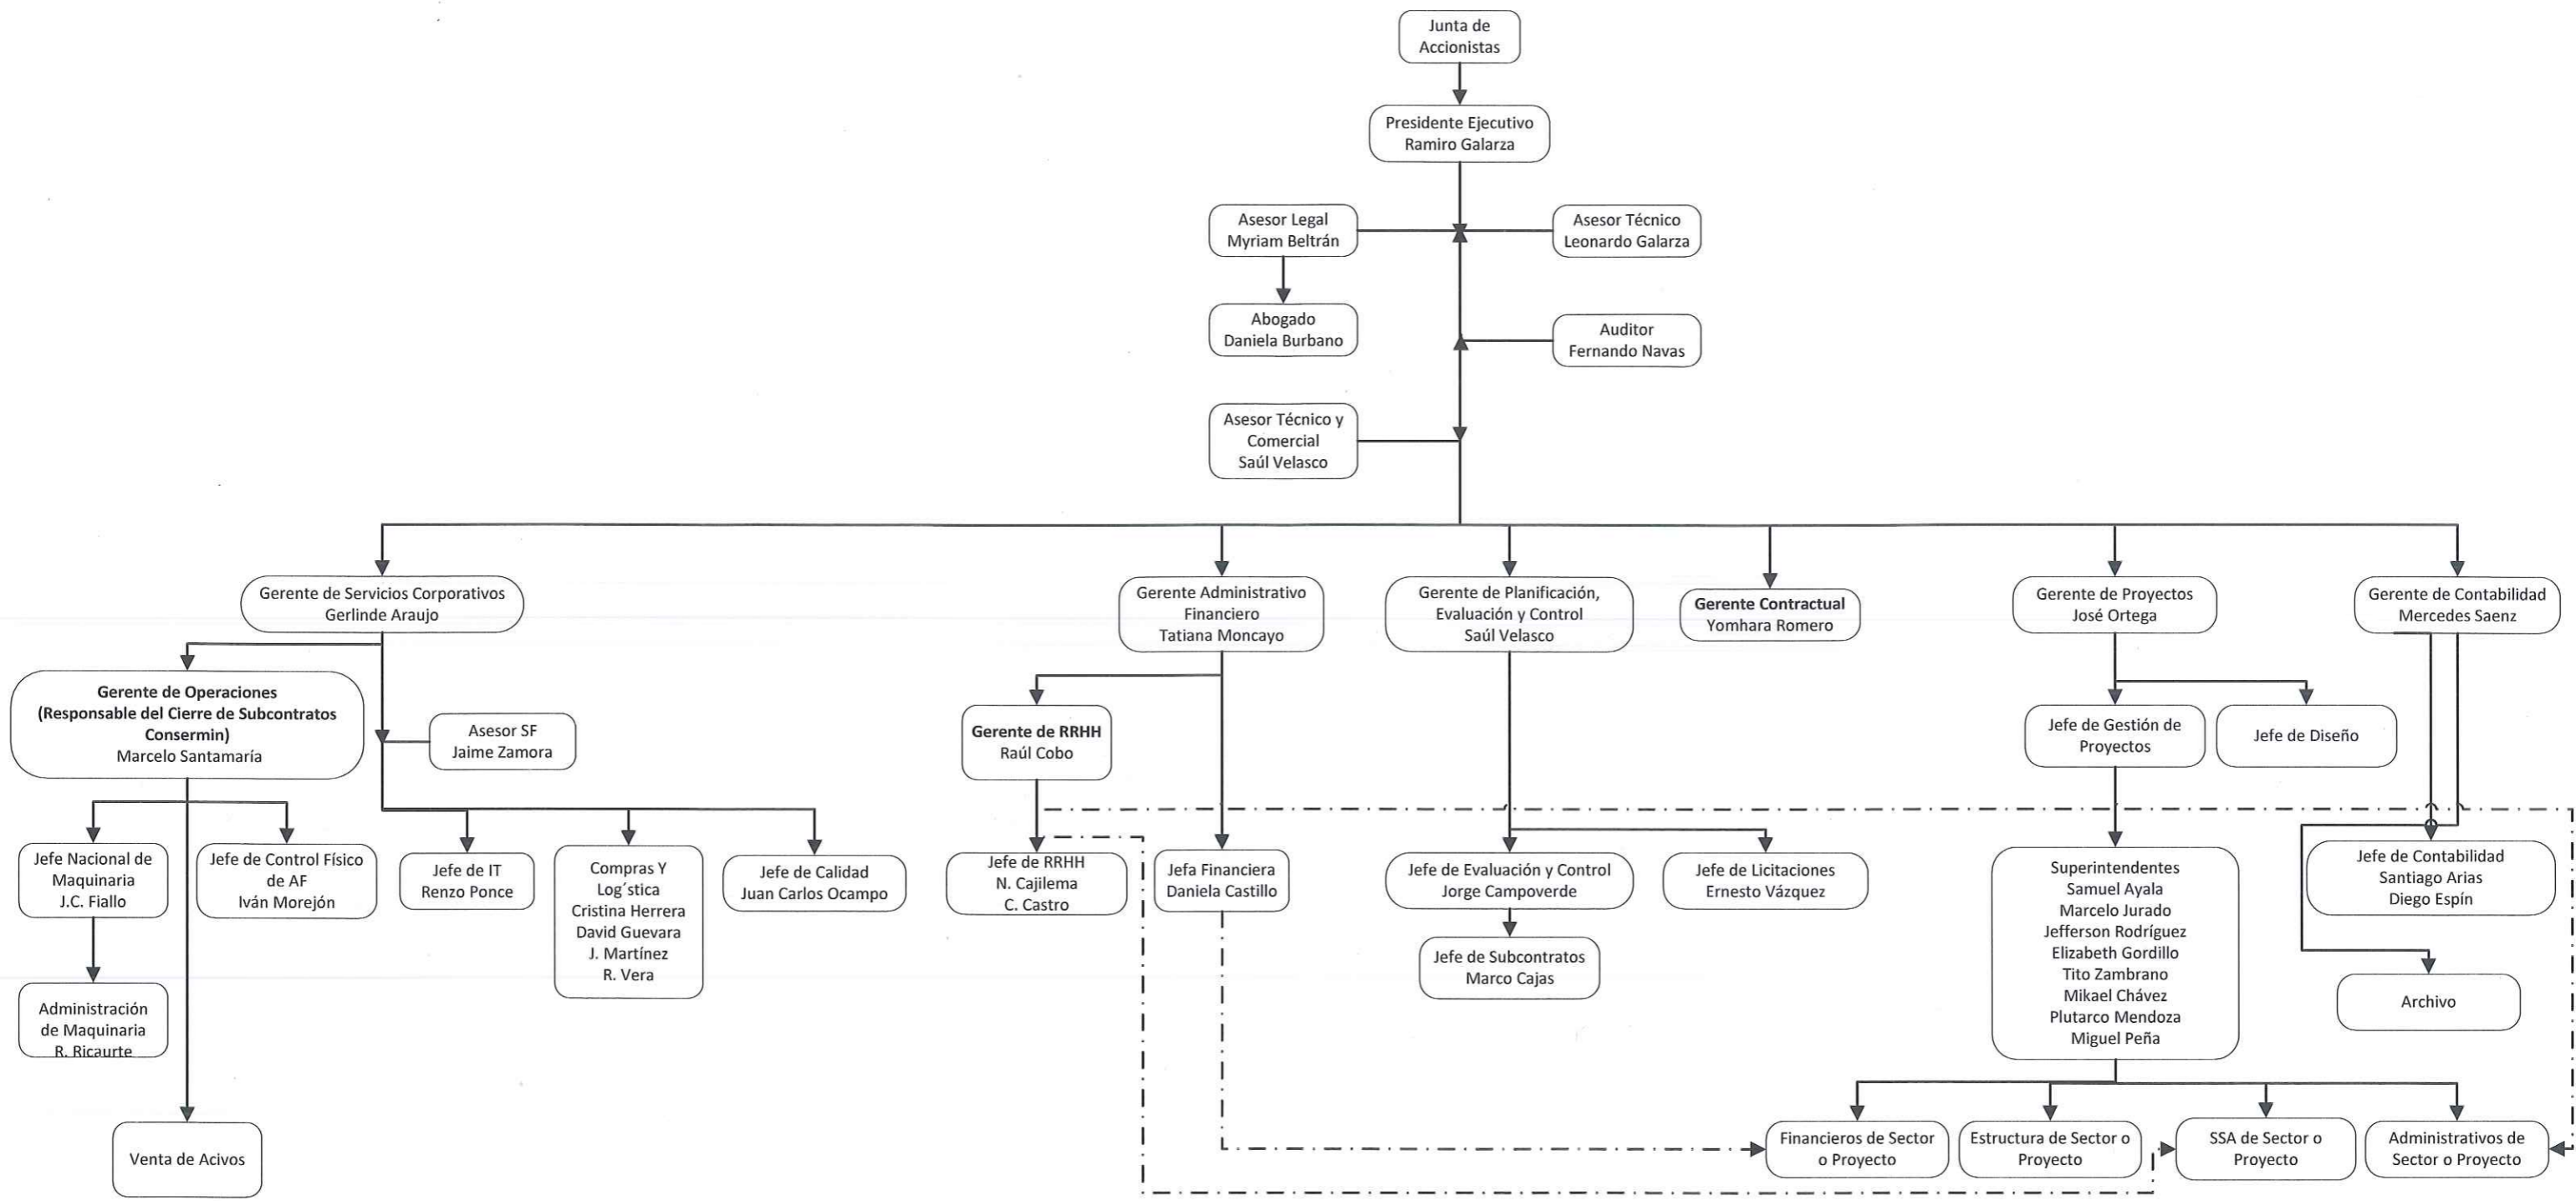 Junta de
Accionistas
Presidente Ejecutivo
Ramiro Galarza
Asesor Legal
Myriam Beltrán
Asesor Técnico
Leonardo Galarza
Abogado
Daniela Burbano
Auditor
Fernando Navas
Asesor Técnico y
Comercial
Saúl Velasco
Gerente de Servicios Corporativos
Gerlinde Araujo
Gerente Administrativo
Financiero
Tatiana Moncayo
Gerente de Planificación,
Evaluación y Control
Saúl Velasco
Gerente Contractual
Yomhara Romero
Gerente de Proyectos
José Ortega
Gerente de Contabilidad
Mercedes Saenz
Gerente de Operaciones
(Responsable del Cierre de Subcontratos
Consermin)
Marcelo Santamaría
Asesor SF
Jaime Zamora
Gerente de RRHH
Raúl Cobo
Jefe de Gestión de
Proyectos
Jefe de Diseño
Jefe Nacional de
Maquinaria
J.C. Fiallo
Jefe de Control Físico
de AF
Iván Morejón
Jefe de IT
Renzo Ponce
Compras Y
Log´stica
Cristina Herrera
David Guevara
J. Martínez
R. Vera
Jefe de Calidad
Juan Carlos Ocampo
Jefe de RRHH
N. Cajilema
C. Castro
Jefa Financiera
Daniela Castillo
Jefe de Evaluación y Control
Jorge Campoverde
Jefe de Licitaciones
Ernesto Vázquez
Superintendentes
Samuel Ayala
Marcelo Jurado
Jefferson Rodríguez
Elizabeth Gordillo
Tito Zambrano
Mikael Chávez
Plutarco Mendoza
Miguel Peña
Jefe de Contabilidad
Santiago Arias
Diego Espín
Jefe de Subcontratos
Marco Cajas
Administración
de Maquinaria
R. Ricaurte
Archivo
Venta de Acivos
Financieros de Sector
o Proyecto
Estructura de Sector o
Proyecto
SSA de Sector o
Proyecto
Administrativos de
Sector o Proyecto